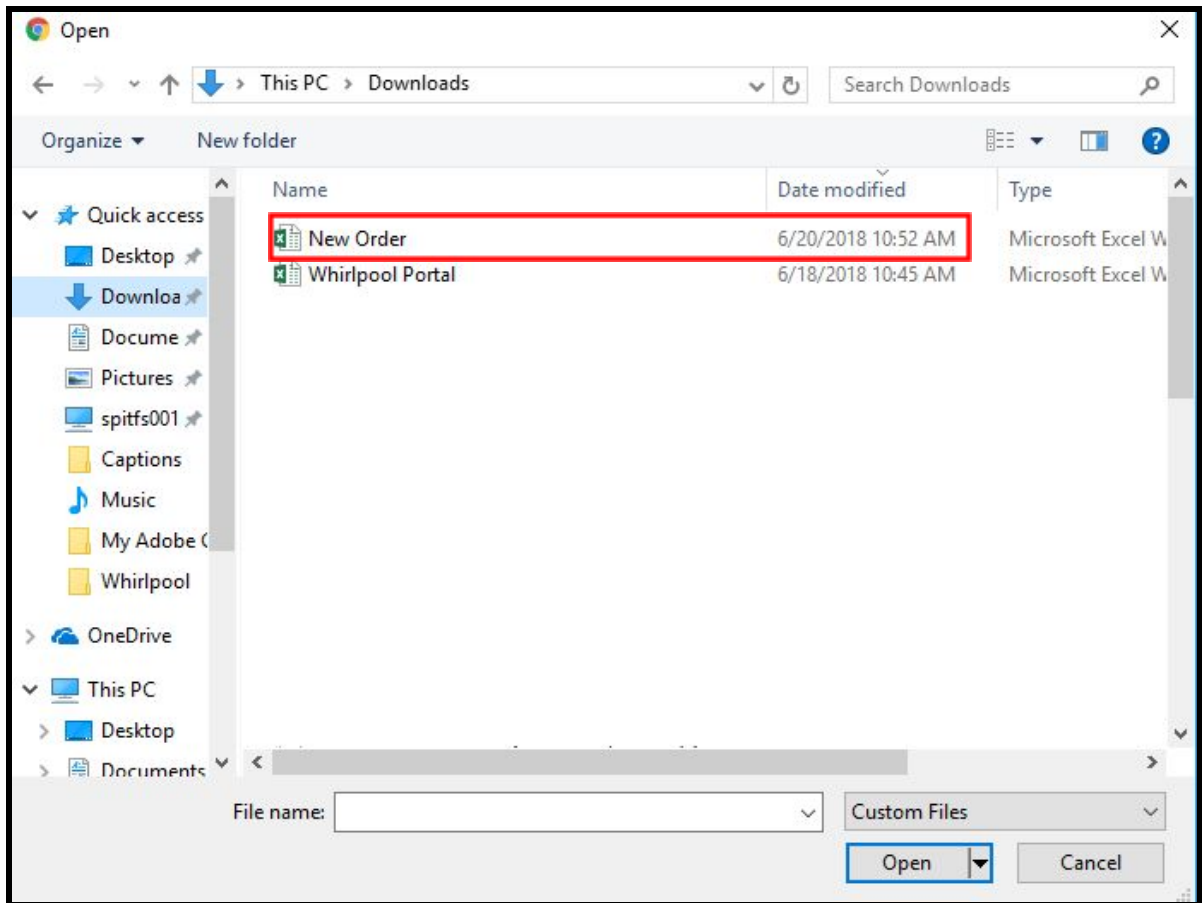 Open
This PC > Downloads
Search Downloads
Organize
New folder
Name
Date modified
Type
Quick access
Desktop
Downloa
Docume
Pictures
spitfs001
Captions
Music
My Adobe (
Whirlpool
OneDrive
This PC
Desktop
Documents
New Order 6/20/2018 10:52 AM Microsoft Excel W
Whirlpool Portal 6/18/2018 10:45 AM Microsoft Excel W
File name:
Custom Files
Open
Cancel